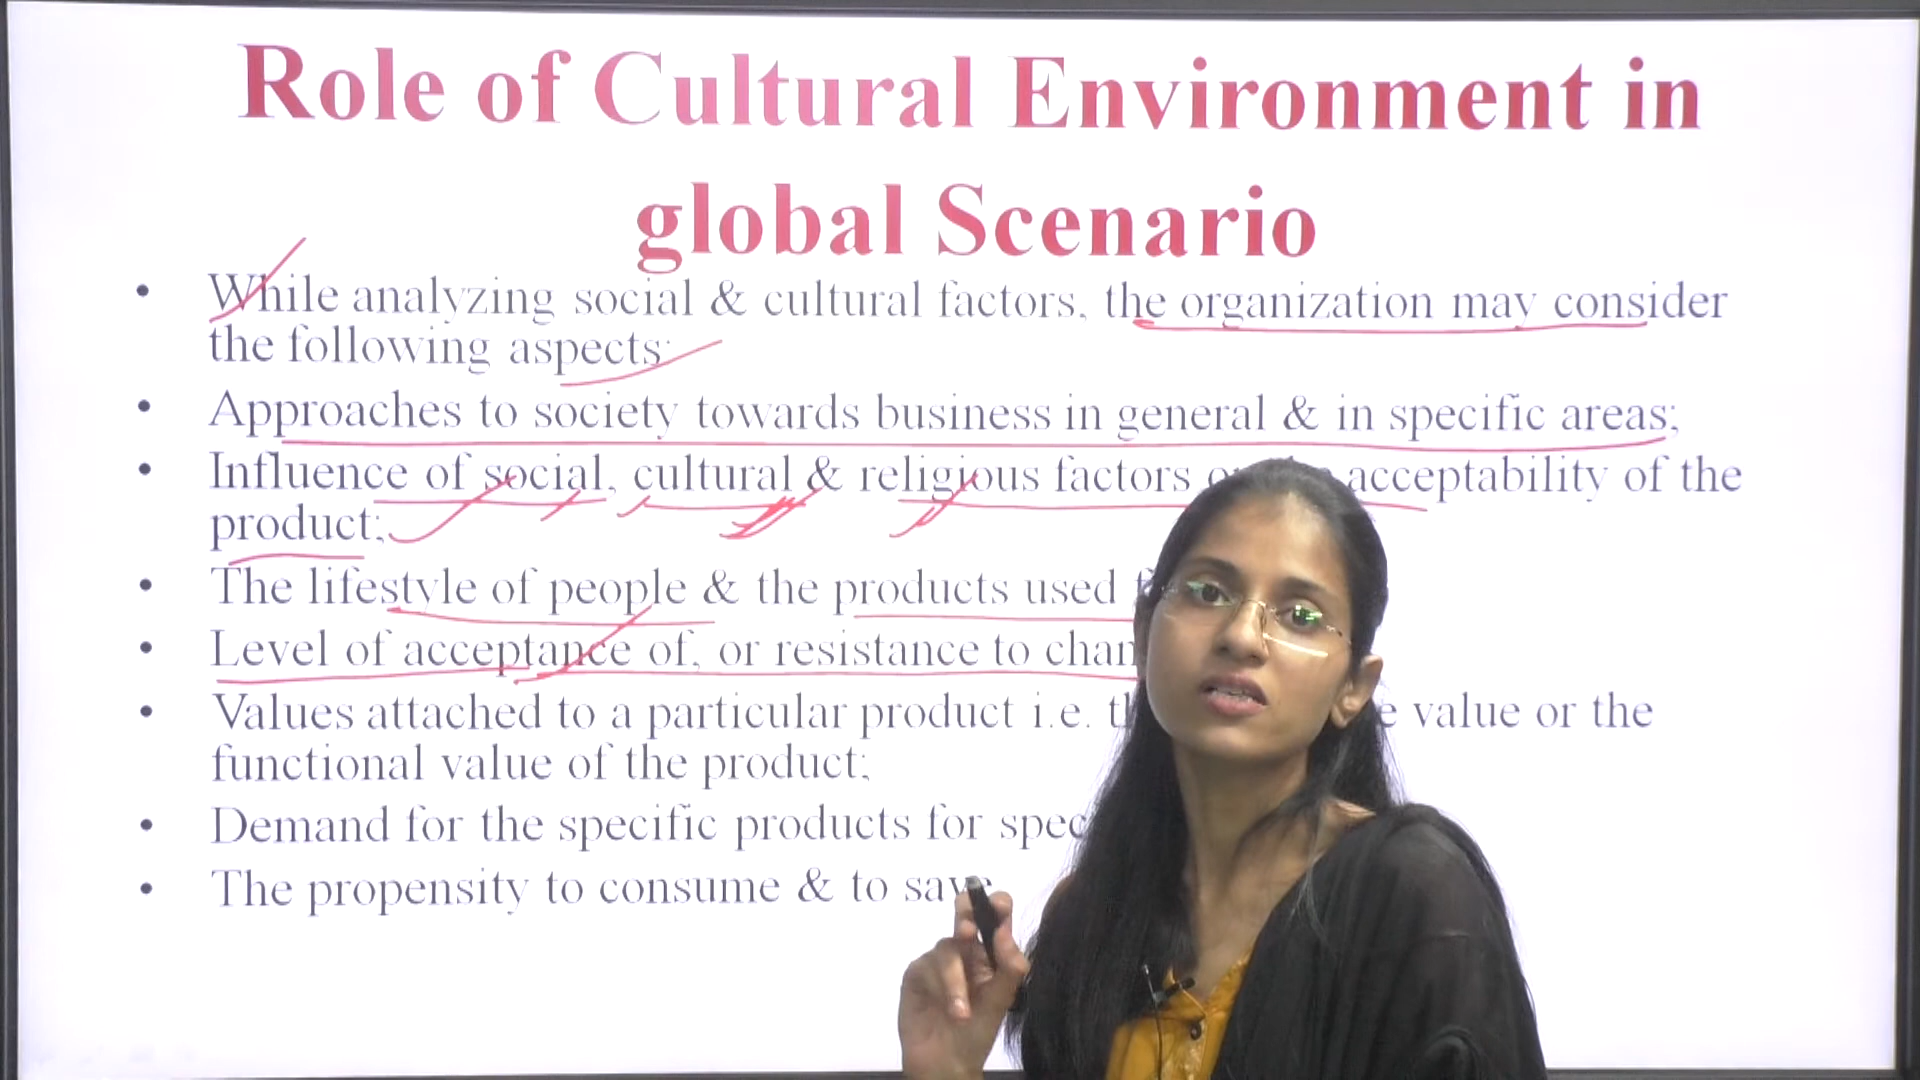 Role of Cultural Environment in
global Scenario
• While analyzing social & cultural factors, the organization may consider
the following aspects:
• Approaches to society towards business in general & in specific areas;
• Influence of social, cultural & religious factors acceptability of the
product;
• The lifestyle of people & the products used
• Level of acceptance of, or resistance to
• Values attached to a particular product i.e. value or the
functional value of the product;
• Demand for the specific products for
• The propensity to consume & to save